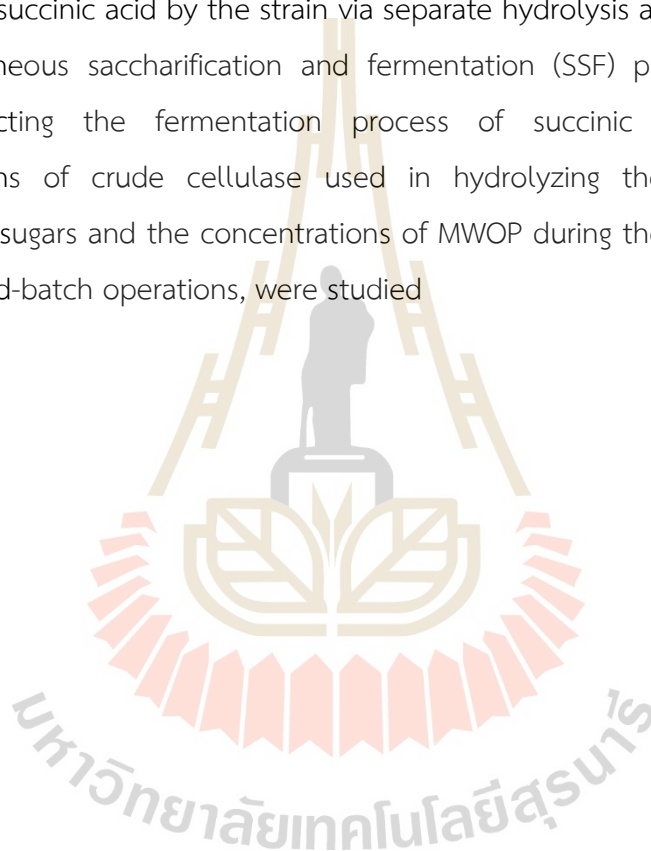 succinic acid by the strain via separate hydrolysis a
neous saccharification and fermentation (SSF) p
cting the fermentation process of succinic
ns of crude cellulase used in hydrolyzing the
sugars and the concentrations of MWOP during the
d-batch operations, were studied
มหาวิทยาลัยเทคโนโลยีสุรนารี